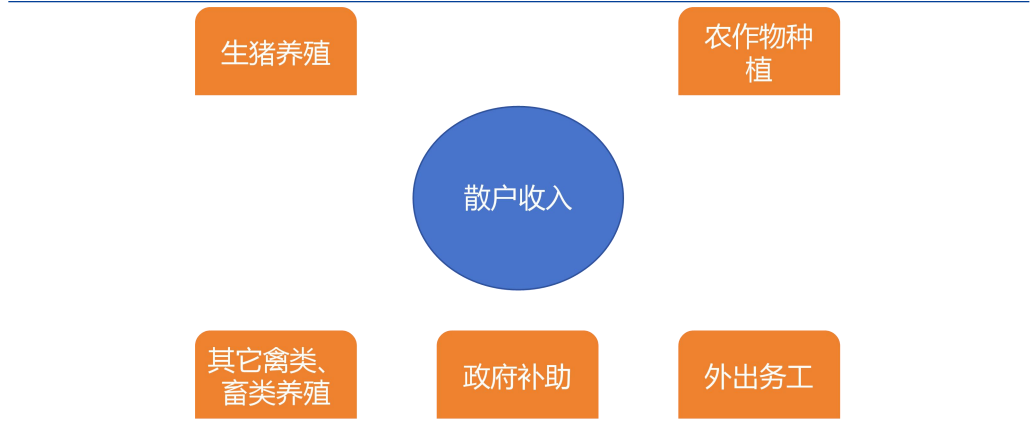 生猪养殖
农作物种
植
散户收入
其它禽类、
畜类养殖
政府补助
外出务工